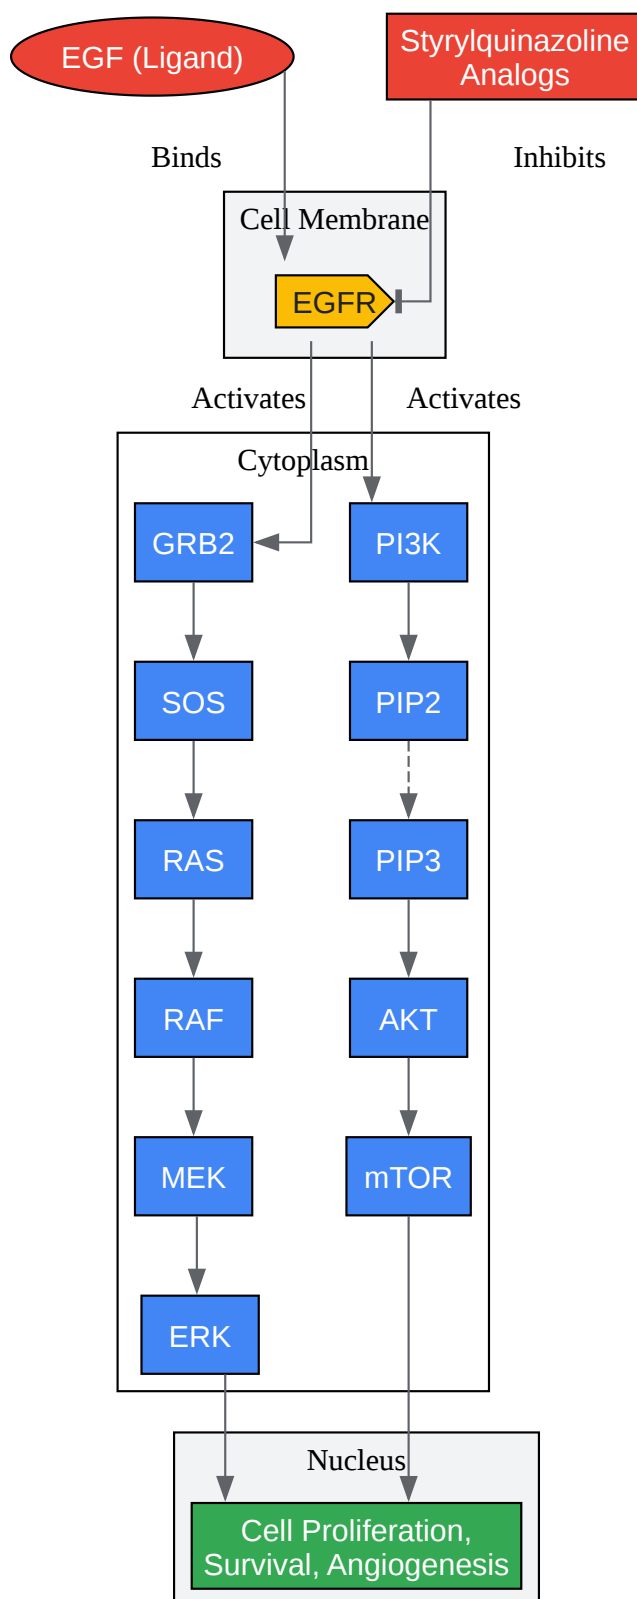 EGF (Ligand)
Styrylquinazoline
Analogs
Binds
Inhibits
Cell Membrane
EGFR
Activates
Activates
Cytoplasm
GRB2
PI3K
SOS
PIP2
RAS
PIP3
RAF
AKT
MEK
mTOR
ERK
Nucleus
Cell Proliferation,
Survival, Angiogenesis